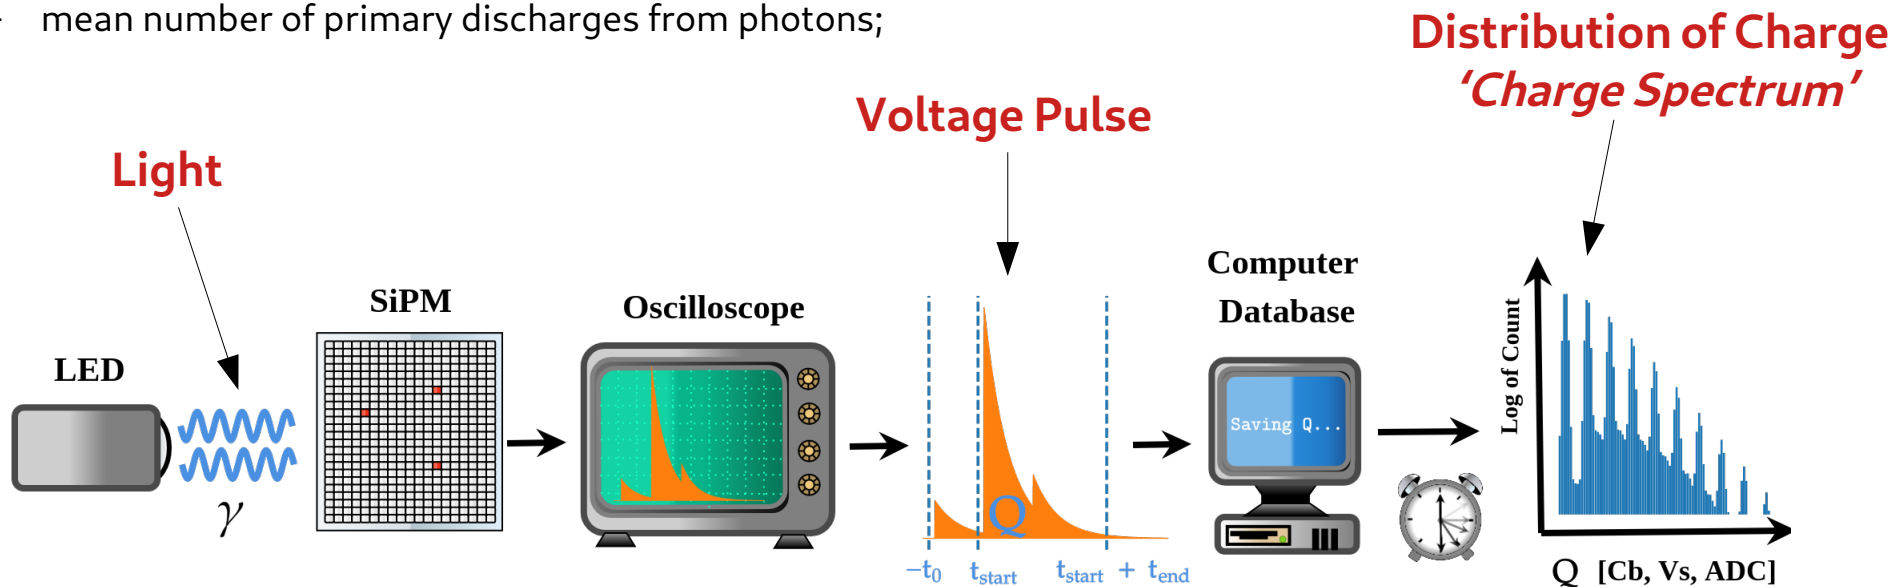 - mean number of primary discharges from photons;
Distribution of Charge
‘Charge Spectrum’
Voltage Pulse
Light
Computer
Database
SiPM
Oscilloscope
LED
γ
Saving Q...
Q
-t0
tstart
tstart + tend
Log of Count
Q [Cb, Vs, ADC]